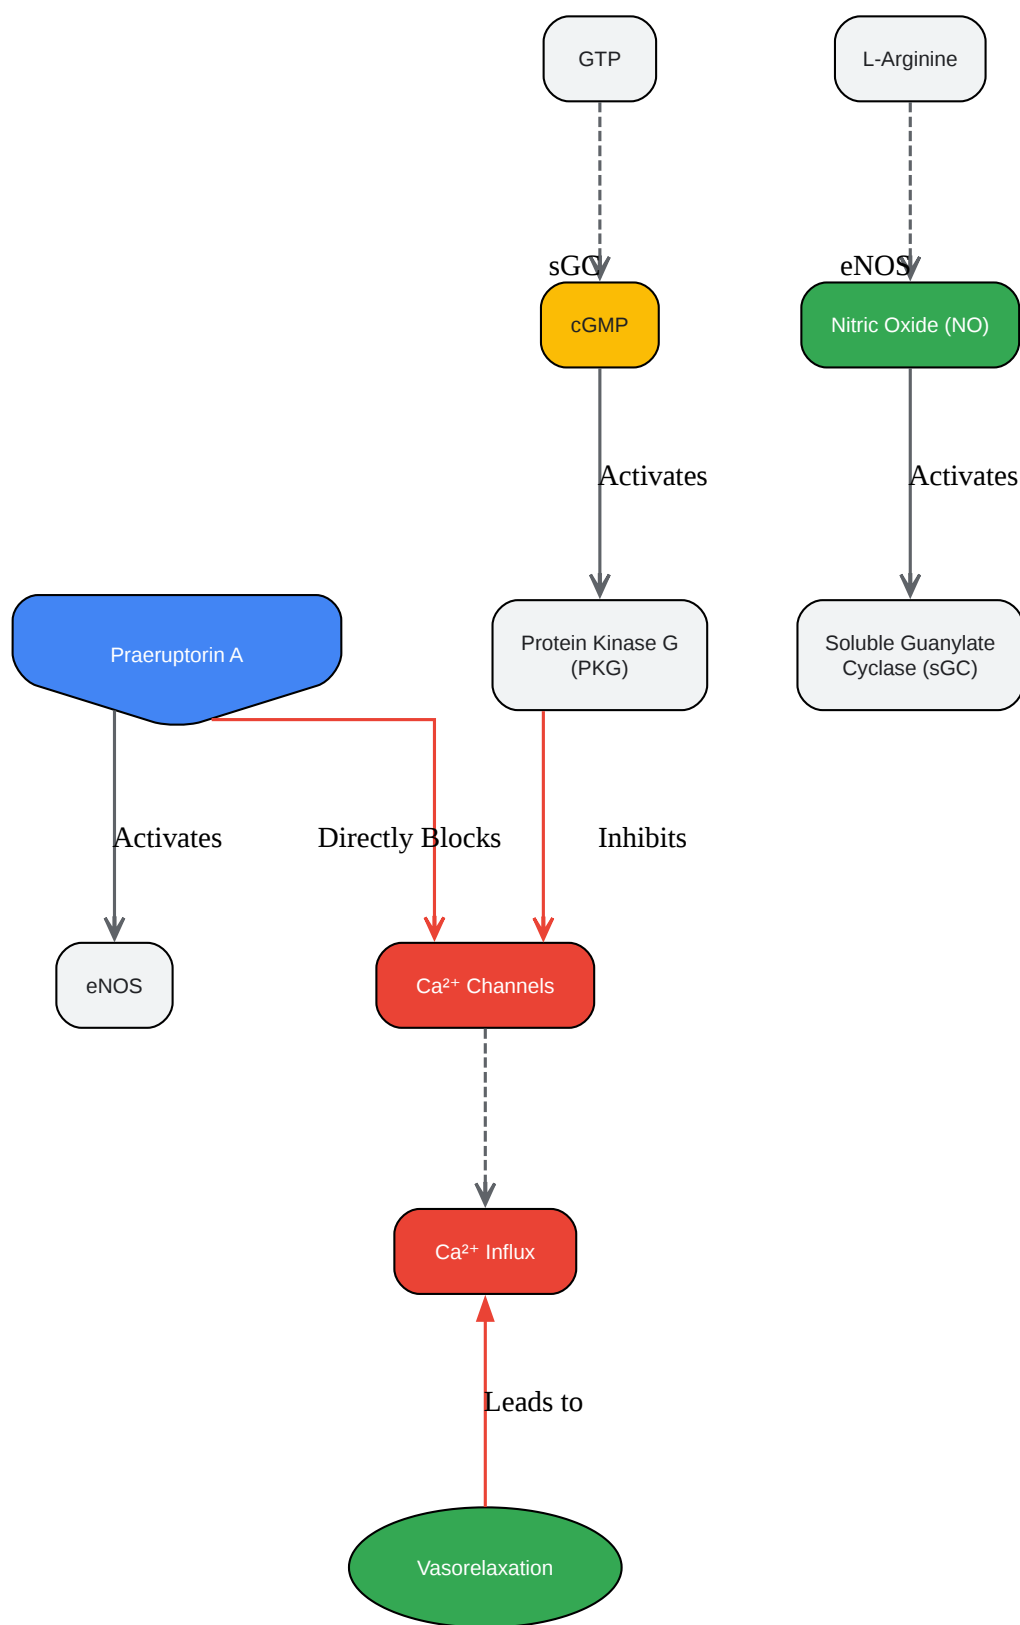 GTP
L-Arginine
sGC
eNOS
cGMP
Nitric Oxide (NO)
Activates
Activates
Praeruptorin A
Protein Kinase G
(PKG)
Soluble Guanylate
Cyclase (sGC)
Activates
Directly Blocks
Inhibits
eNOS
Ca²⁺ Channels
Ca²⁺ Influx
Leads to
Vasorelaxation